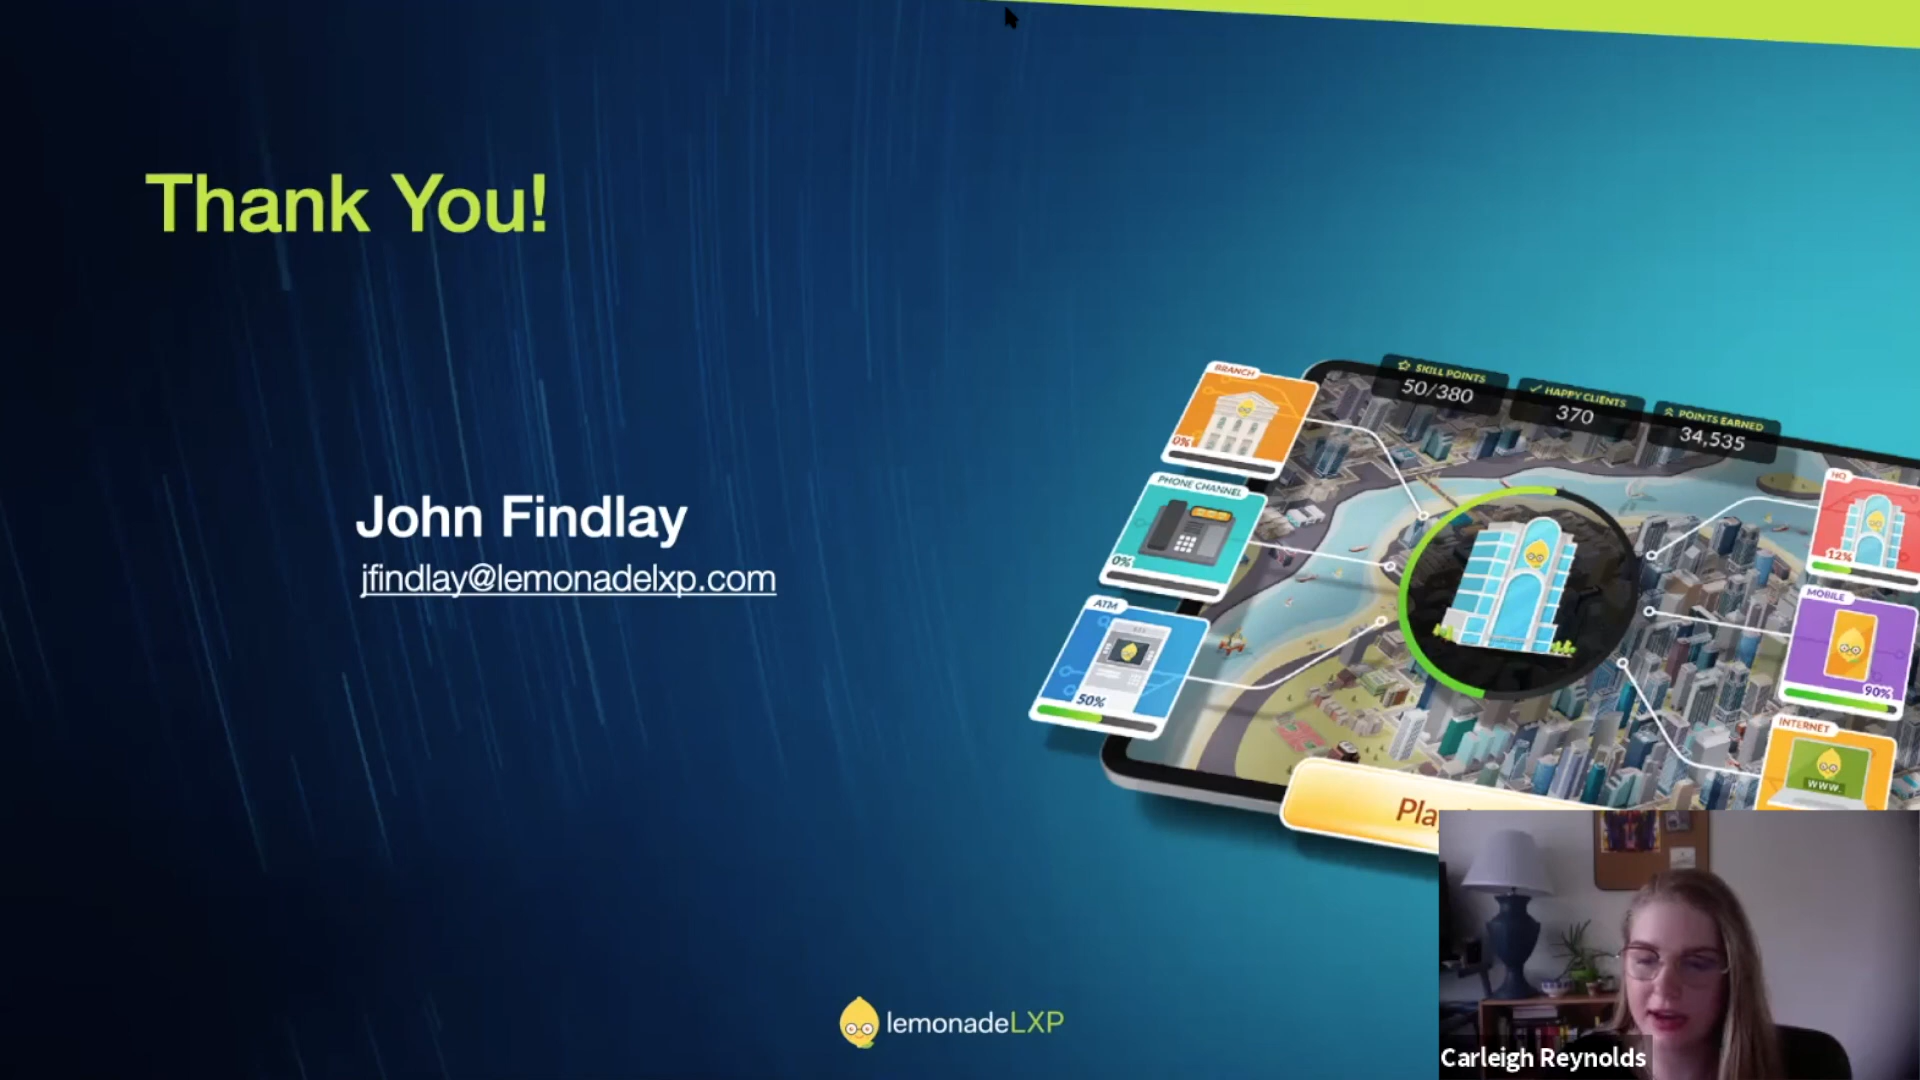 Thank You!
John Findlay
jfindlay@lemonadelxp.com
BRANCH
0%
PHONE CHANNEL
0%
ATM
50%
SKILL POINTS
50/380
HAPPY CLIENTS
370
POINTS EARNED
34,535
HQ
12%
MOBILE
90%
INTERNET
www.
lemonadeLXP
Carleigh Reynolds